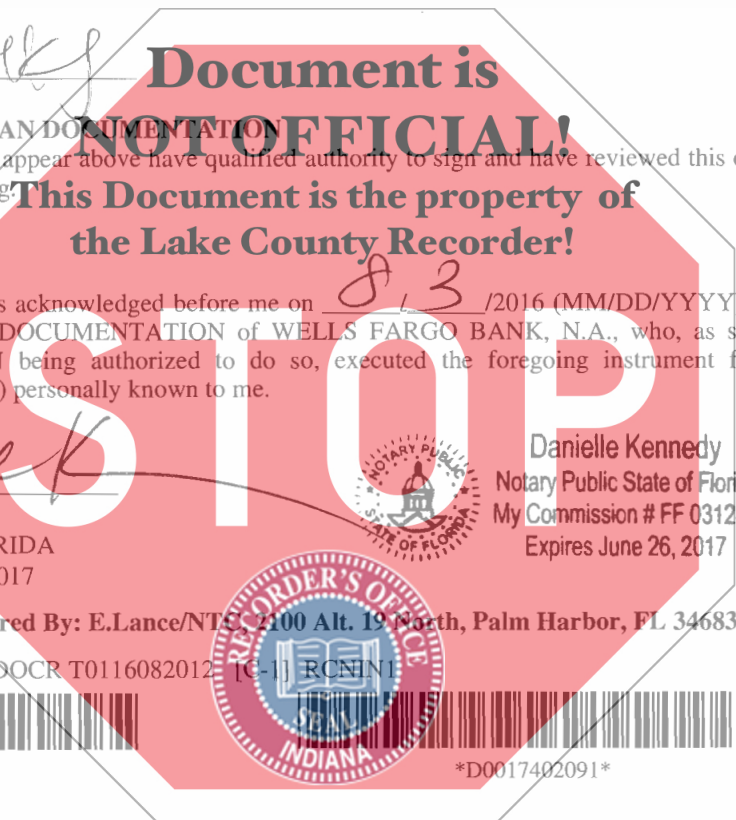 Document is
NOT OFFICIAL!
AN DOCUMENTATION
appear above have qualified authority to sign and have reviewed this
This Document is the property of
the Lake County Recorder!
s acknowledged before me on 8 / 3 /2016 (MM/DD/YYYY
DOCUMENTATION of WELLS FARGO BANK, N.A., who, as s
being authorized to do so, executed the foregoing instrument f
) personally known to me.
STOP
NOTARY PUBLIC
STATE OF FLORIDA
Danielle Kennedy
Notary Public State of Flori
My Commission # FF 0312
Expires June 26, 2017
RIDA
017
red By: E.Lance/NTC, 2100 Alt. 19 North, Palm Harbor, FL 34683
DOCR T0116082012 [C-1] RCNIN1
RECORDER'S OFFICE
SEAL
INDIANA
*D0017402091*